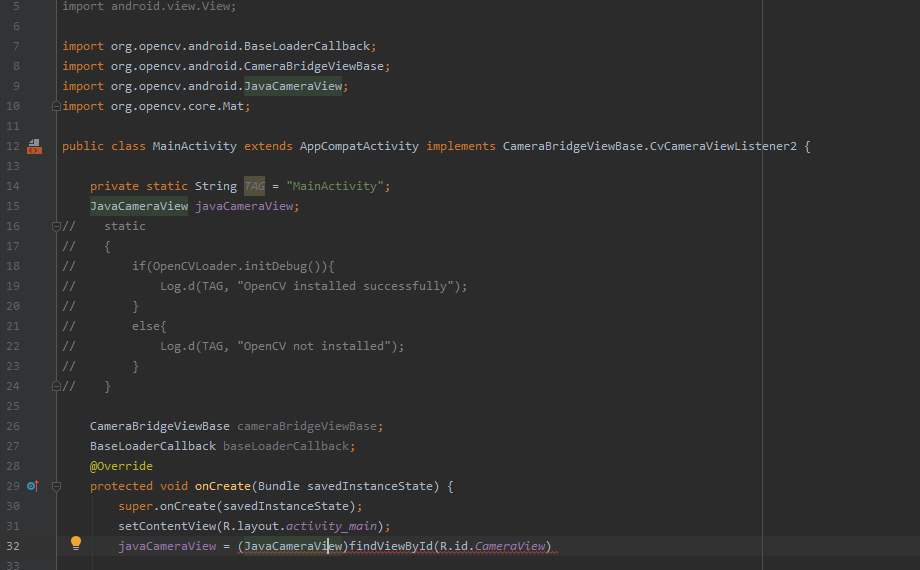 5 import android.view.View;
6
7 import org.opencv.android.BaseLoaderCallback;
8 import org.opencv.android.CameraBridgeViewBase;
9 import org.opencv.android.JavaCameraView;
10 import org.opencv.core.Mat;
11
12 public class MainActivity extends AppCompatActivity implements CameraBridgeViewBase.CvCameraViewListener2 {
13
14 private static String TAG = "MainActivity";
15 JavaCameraView javaCameraView;
16 // static
17 // {
18 // if(OpenCVLoader.initDebug()){
19 // Log.d(TAG, "OpenCV installed successfully");
20 // }
21 // else{
22 // Log.d(TAG, "OpenCV not installed");
23 // }
24 // }
25
26 CameraBridgeViewBase cameraBridgeViewBase;
27 BaseLoaderCallback baseLoaderCallback;
28 @Override
29 protected void onCreate(Bundle savedInstanceState) {
30 super.onCreate(savedInstanceState);
31 setContentView(R.layout.activity_main);
32 javaCameraView = (JavaCameraView)findViewById(R.id.CameraView)
33